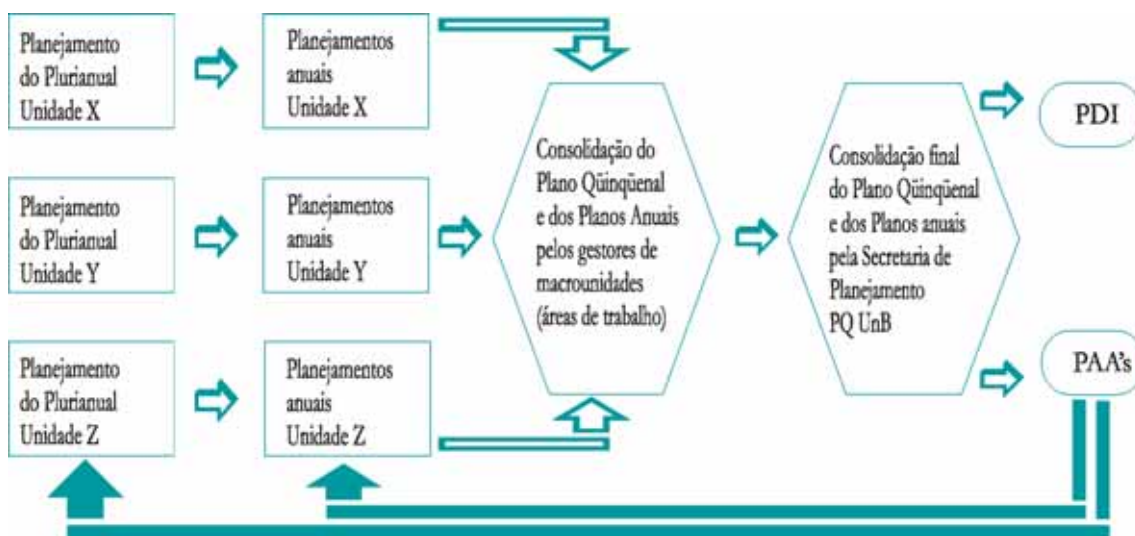 Planejamento
do Plurianual
Unidade X
Planejamentos
anuais
Unidade X
Planejamento
do Plurianual
Unidade Y
Planejamentos
anuais
Unidade Y
Planejamento
do Plurianual
Unidade Z
Planejamentos
anuais
Unidade Z
Consolidação do
Plano Qüinqüenal
e dos Planos Anuais
pelos gestores de
macrounidades
(áreas de trabalho)
Consolidação final
do Plano Qüinqüenal
e dos Planos anuais
pela Secretaria de
Planejamento
PQ UnB
PDI
PAA's